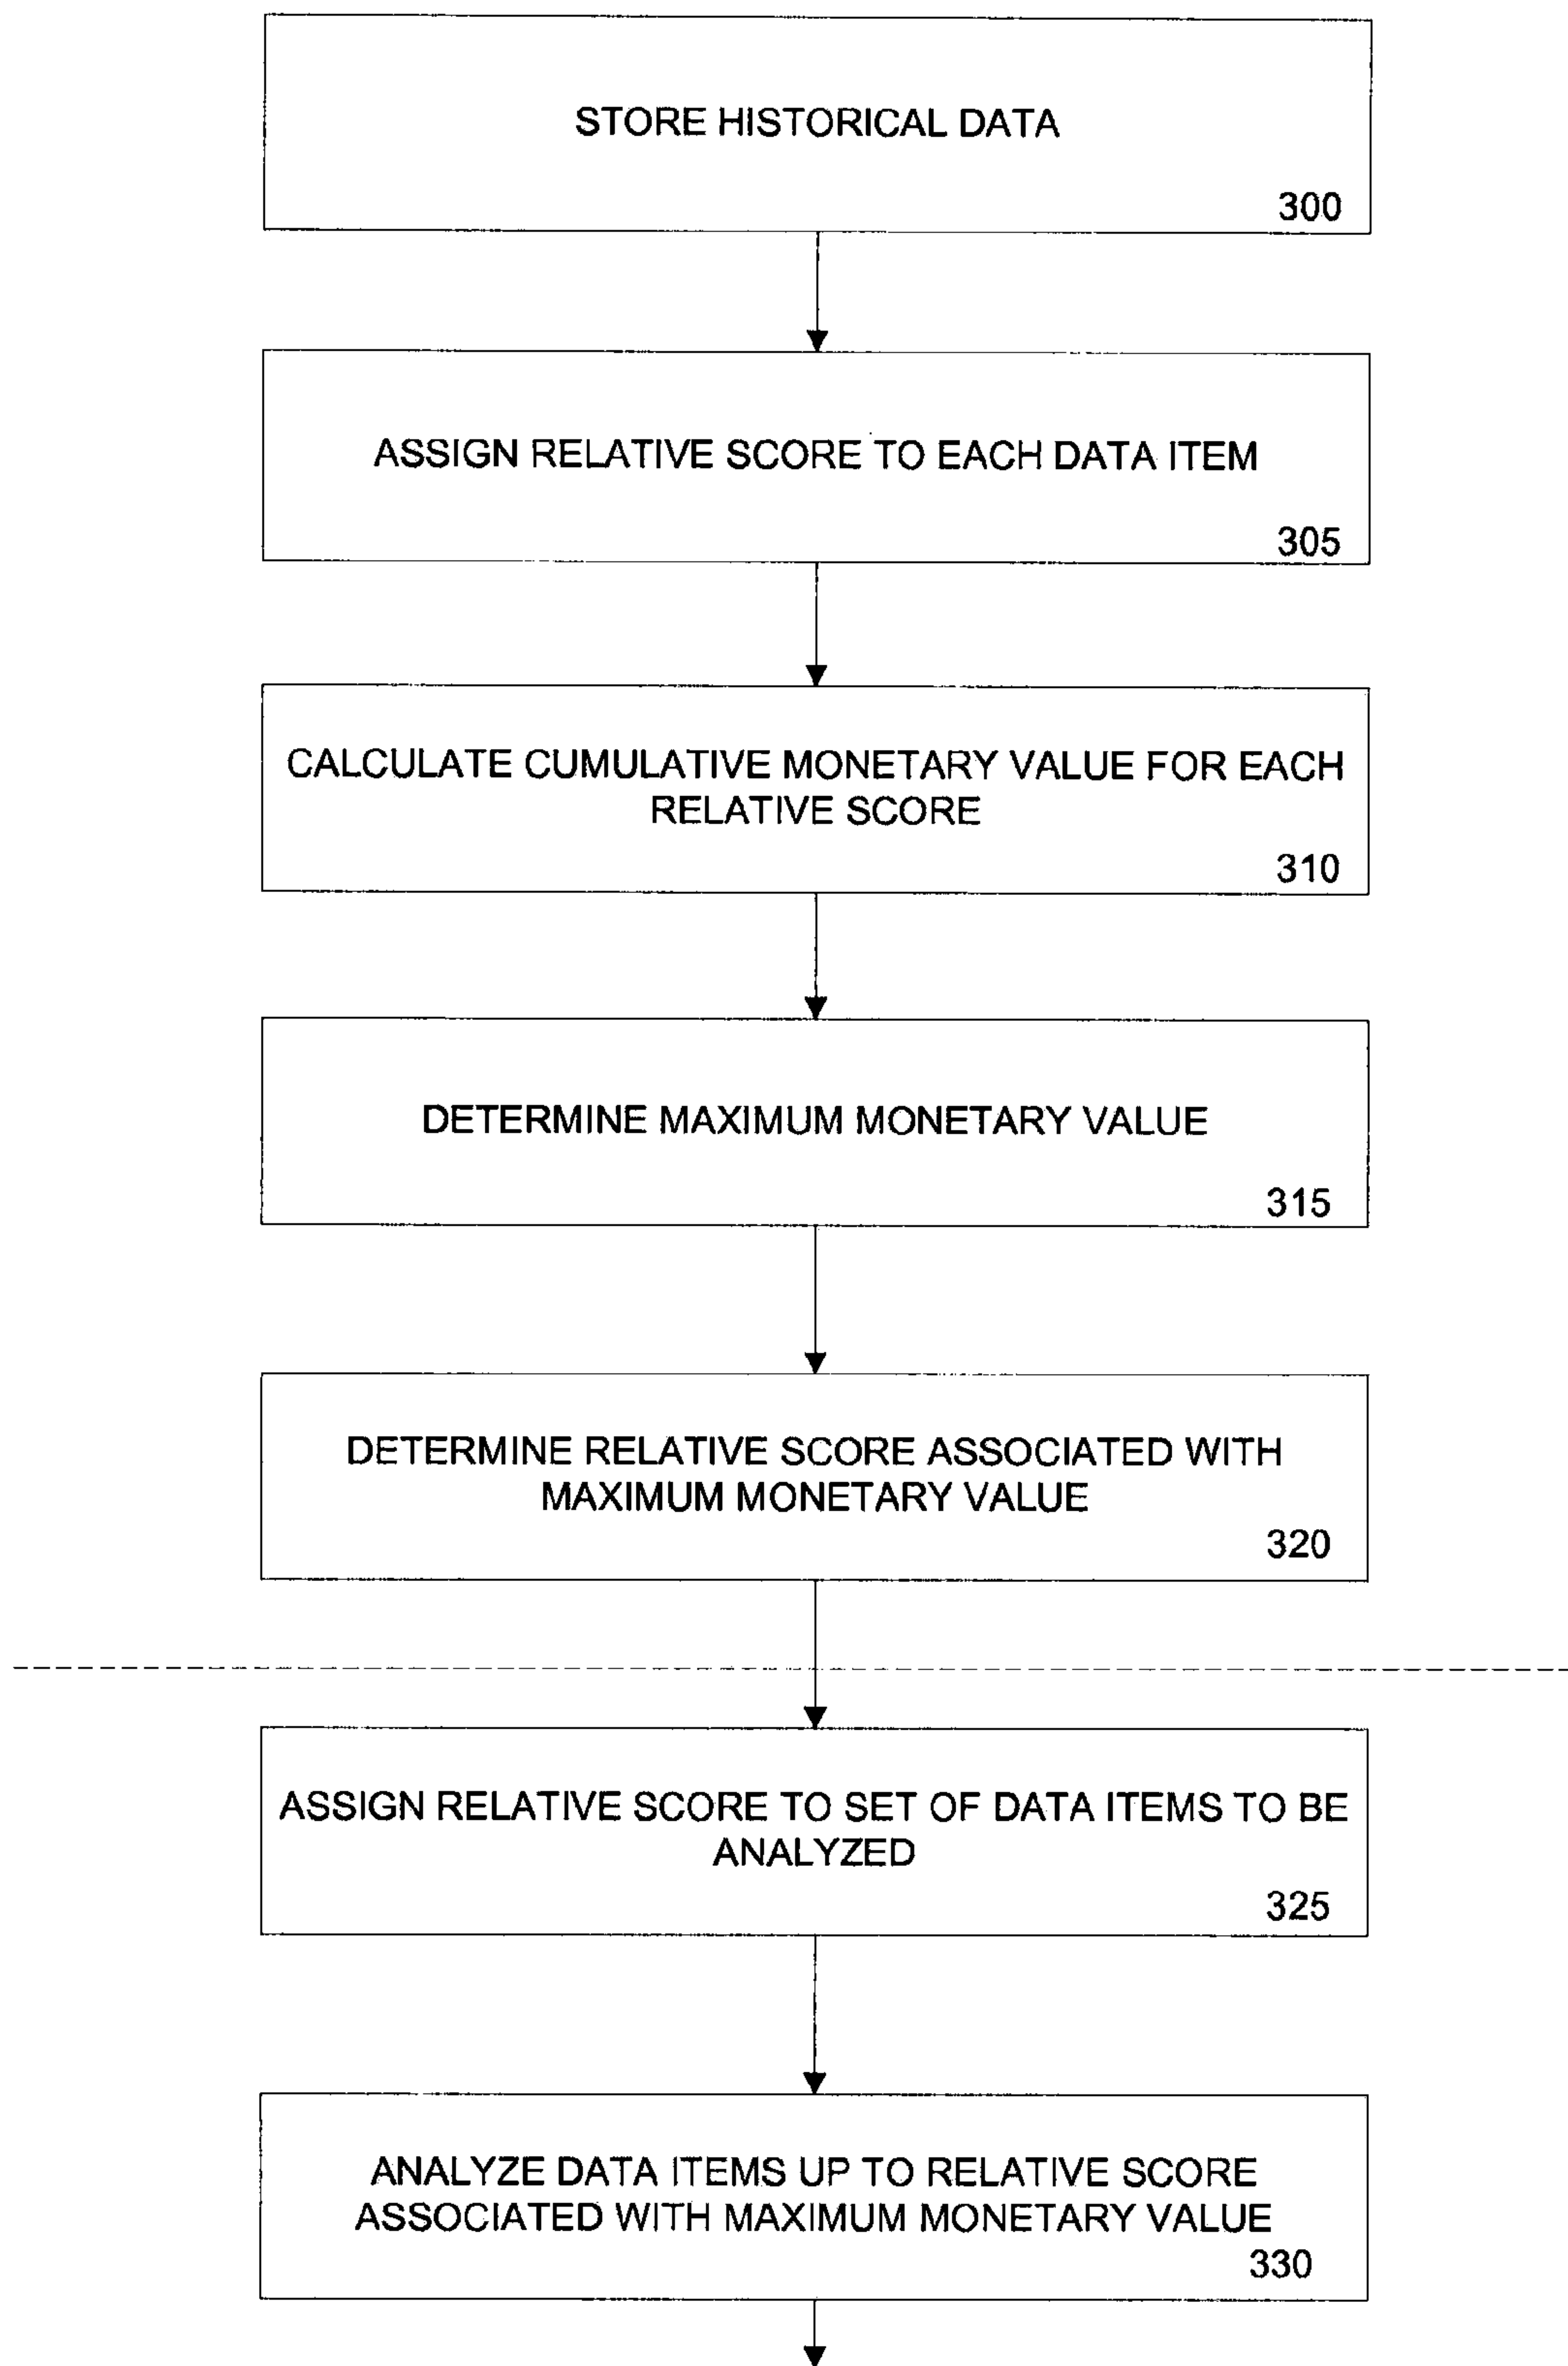 STORE HISTORICAL DATA
300
ASSIGN RELATIVE SCORE TO EACH DATA ITEM
305
CALCULATE CUMULATIVE MONETARY VALUE FOR EACH
RELATIVE SCORE
310
DETERMINE MAXIMUM MONETARY VALUE
315
DETERMINE RELATIVE SCORE ASSOCIATED WITH
MAXIMUM MONETARY VALUE
320
ASSIGN RELATIVE SCORE TO SET OF DATA ITEMS TO BE
ANALYZED
325
ANALYZE DATA ITEMS UP TO RELATIVE SCORE
ASSOCIATED WITH MAXIMUM MONETARY VALUE
330